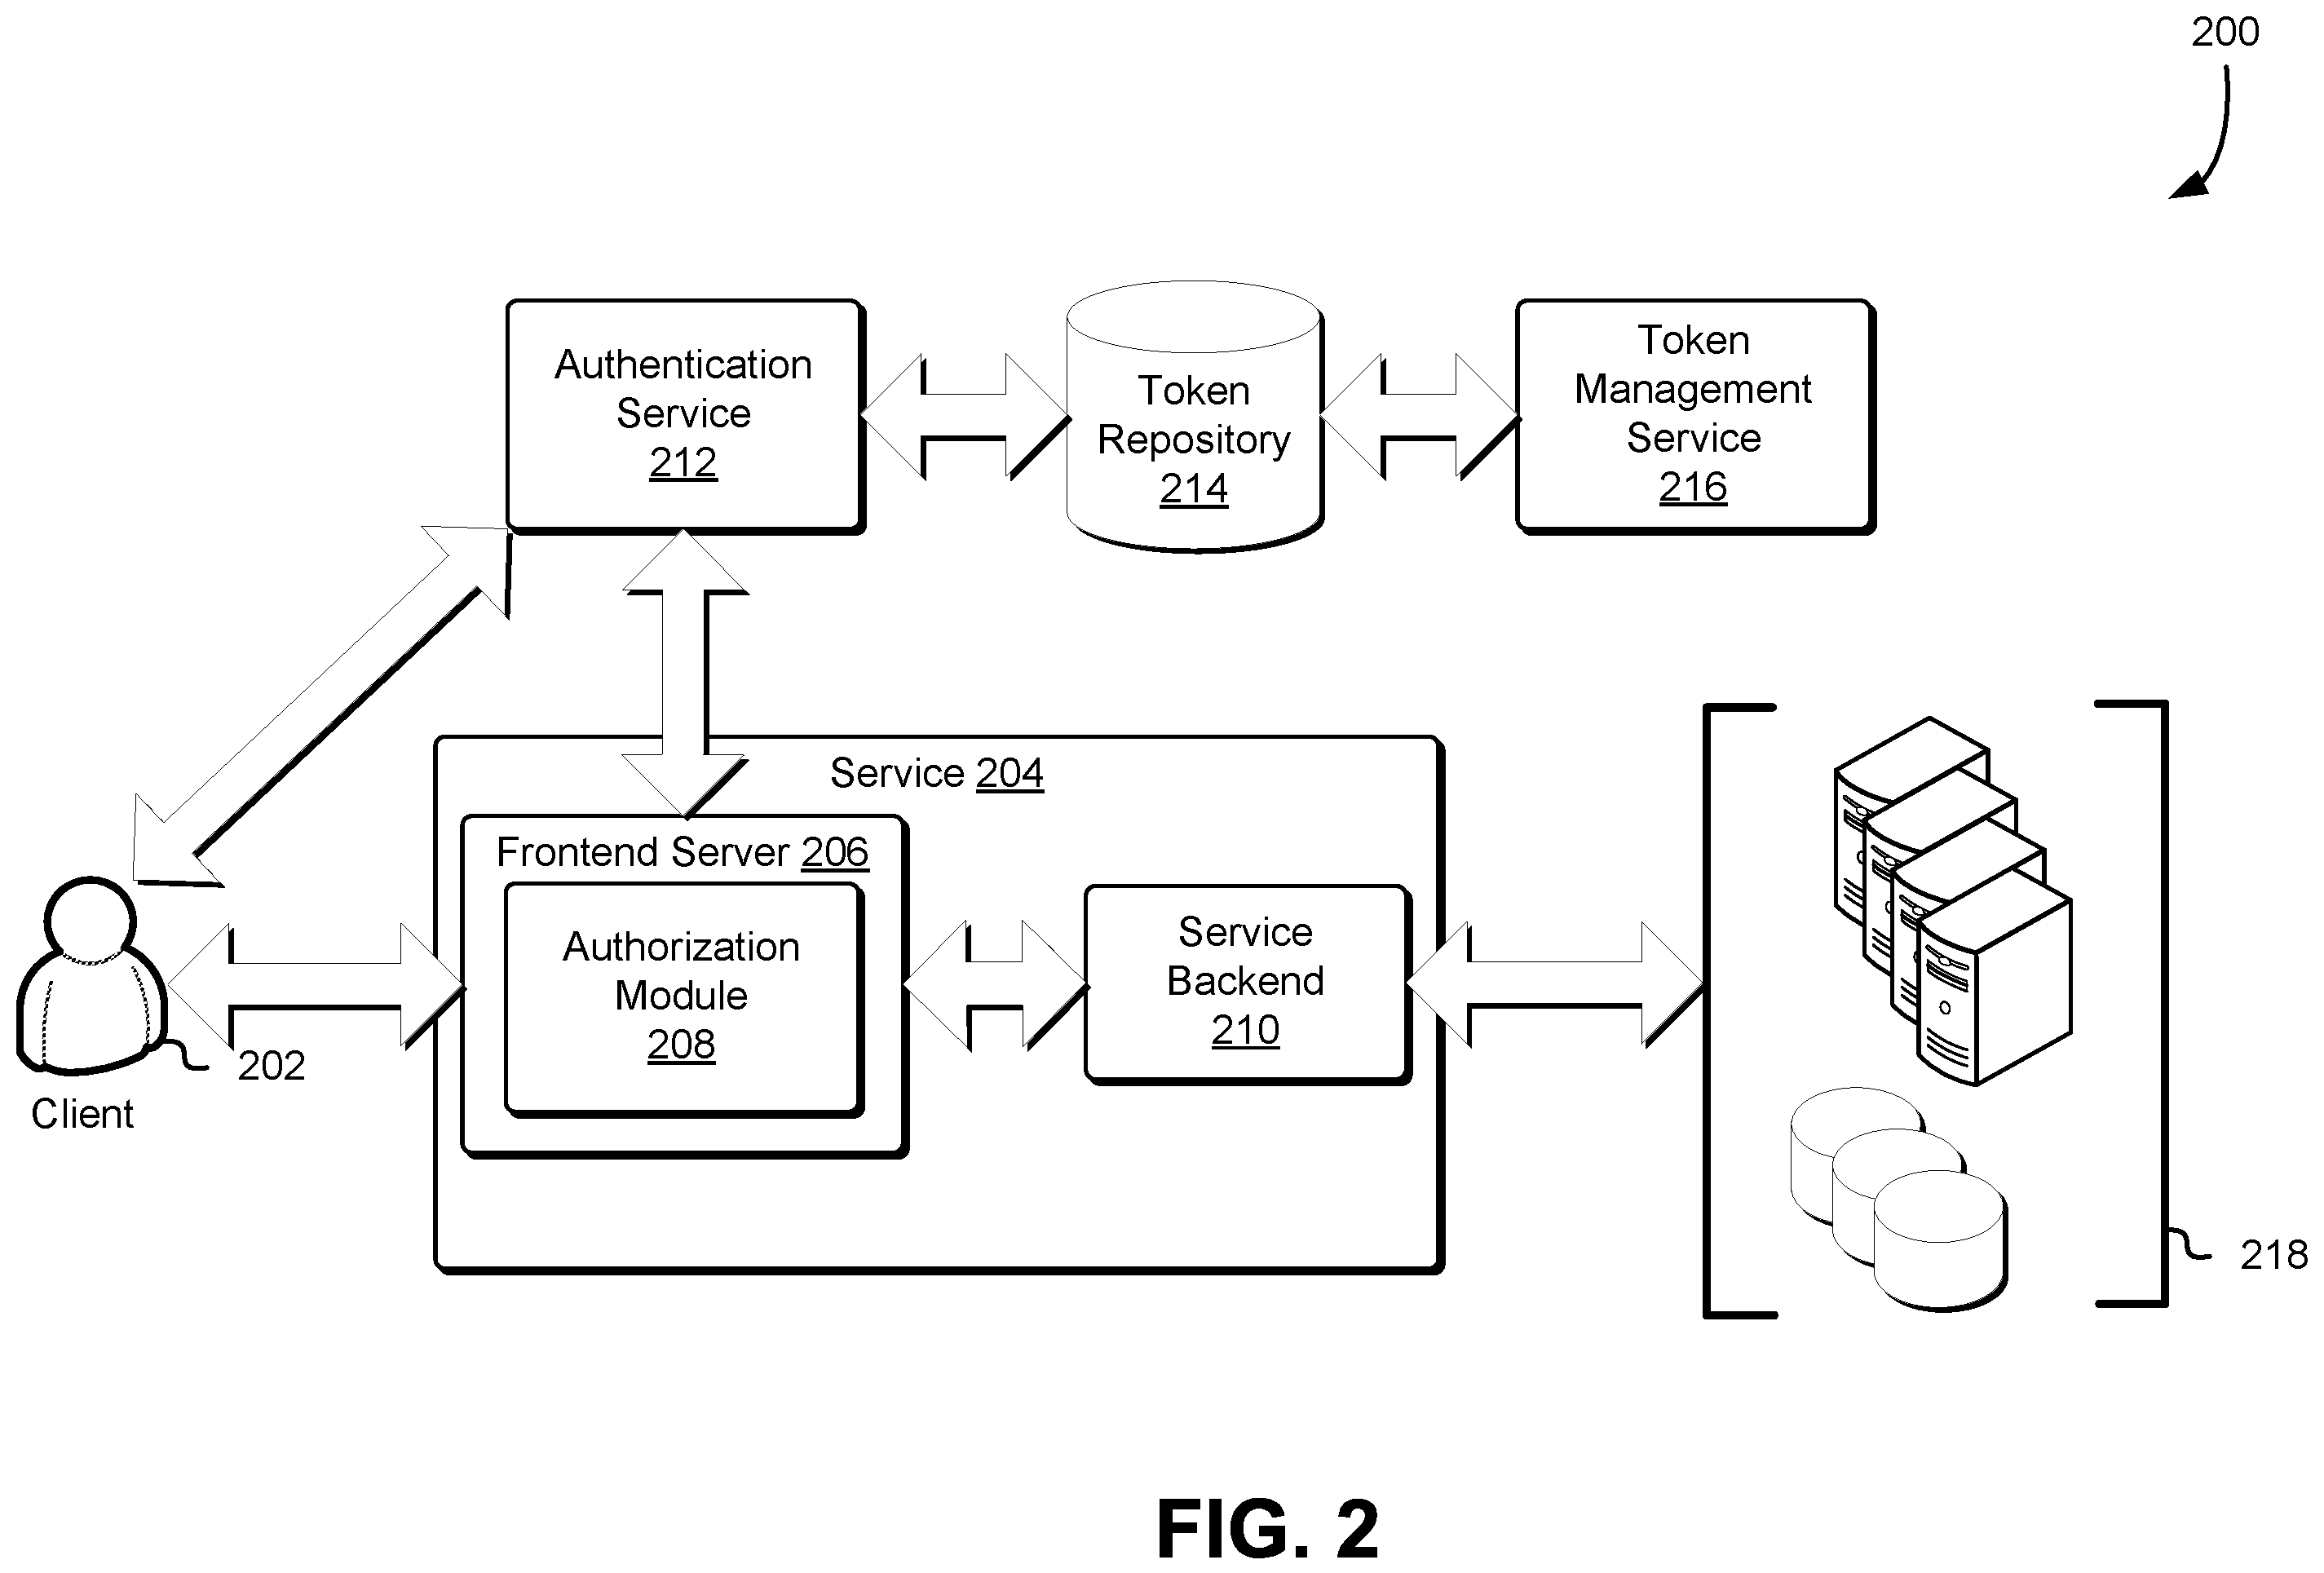 200
Authentication
Service
212
Token
Repository
214
Token
Management
Service
216
Service 204
Frontend Server 206
Authorization
Module
208
Service
Backend
210
202
Client
218
FIG. 2